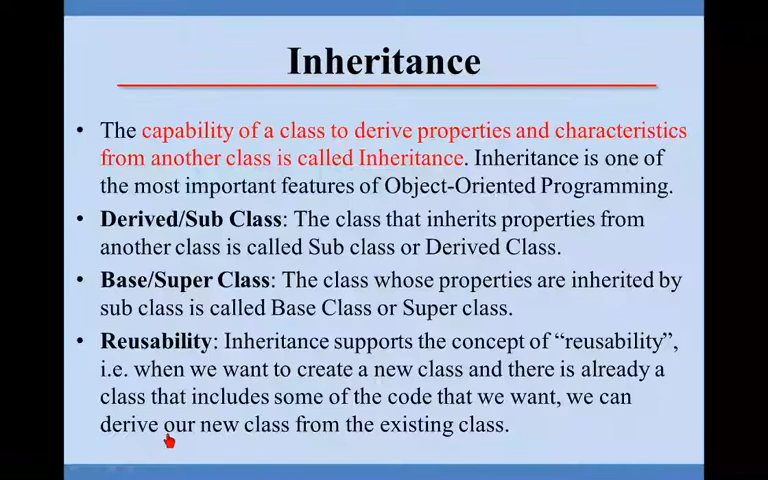 Inheritance
• The capability of a class to derive properties and characteristics
from another class is called Inheritance. Inheritance is one of
the most important features of Object-Oriented Programming.
• Derived/Sub Class: The class that inherits properties from
another class is called Sub class or Derived Class.
• Base/Super Class: The class whose properties are inherited by
sub class is called Base Class or Super class.
• Reusability: Inheritance supports the concept of “reusability”,
i.e. when we want to create a new class and there is already a
class that includes some of the code that we want, we can
derive our new class from the existing class.